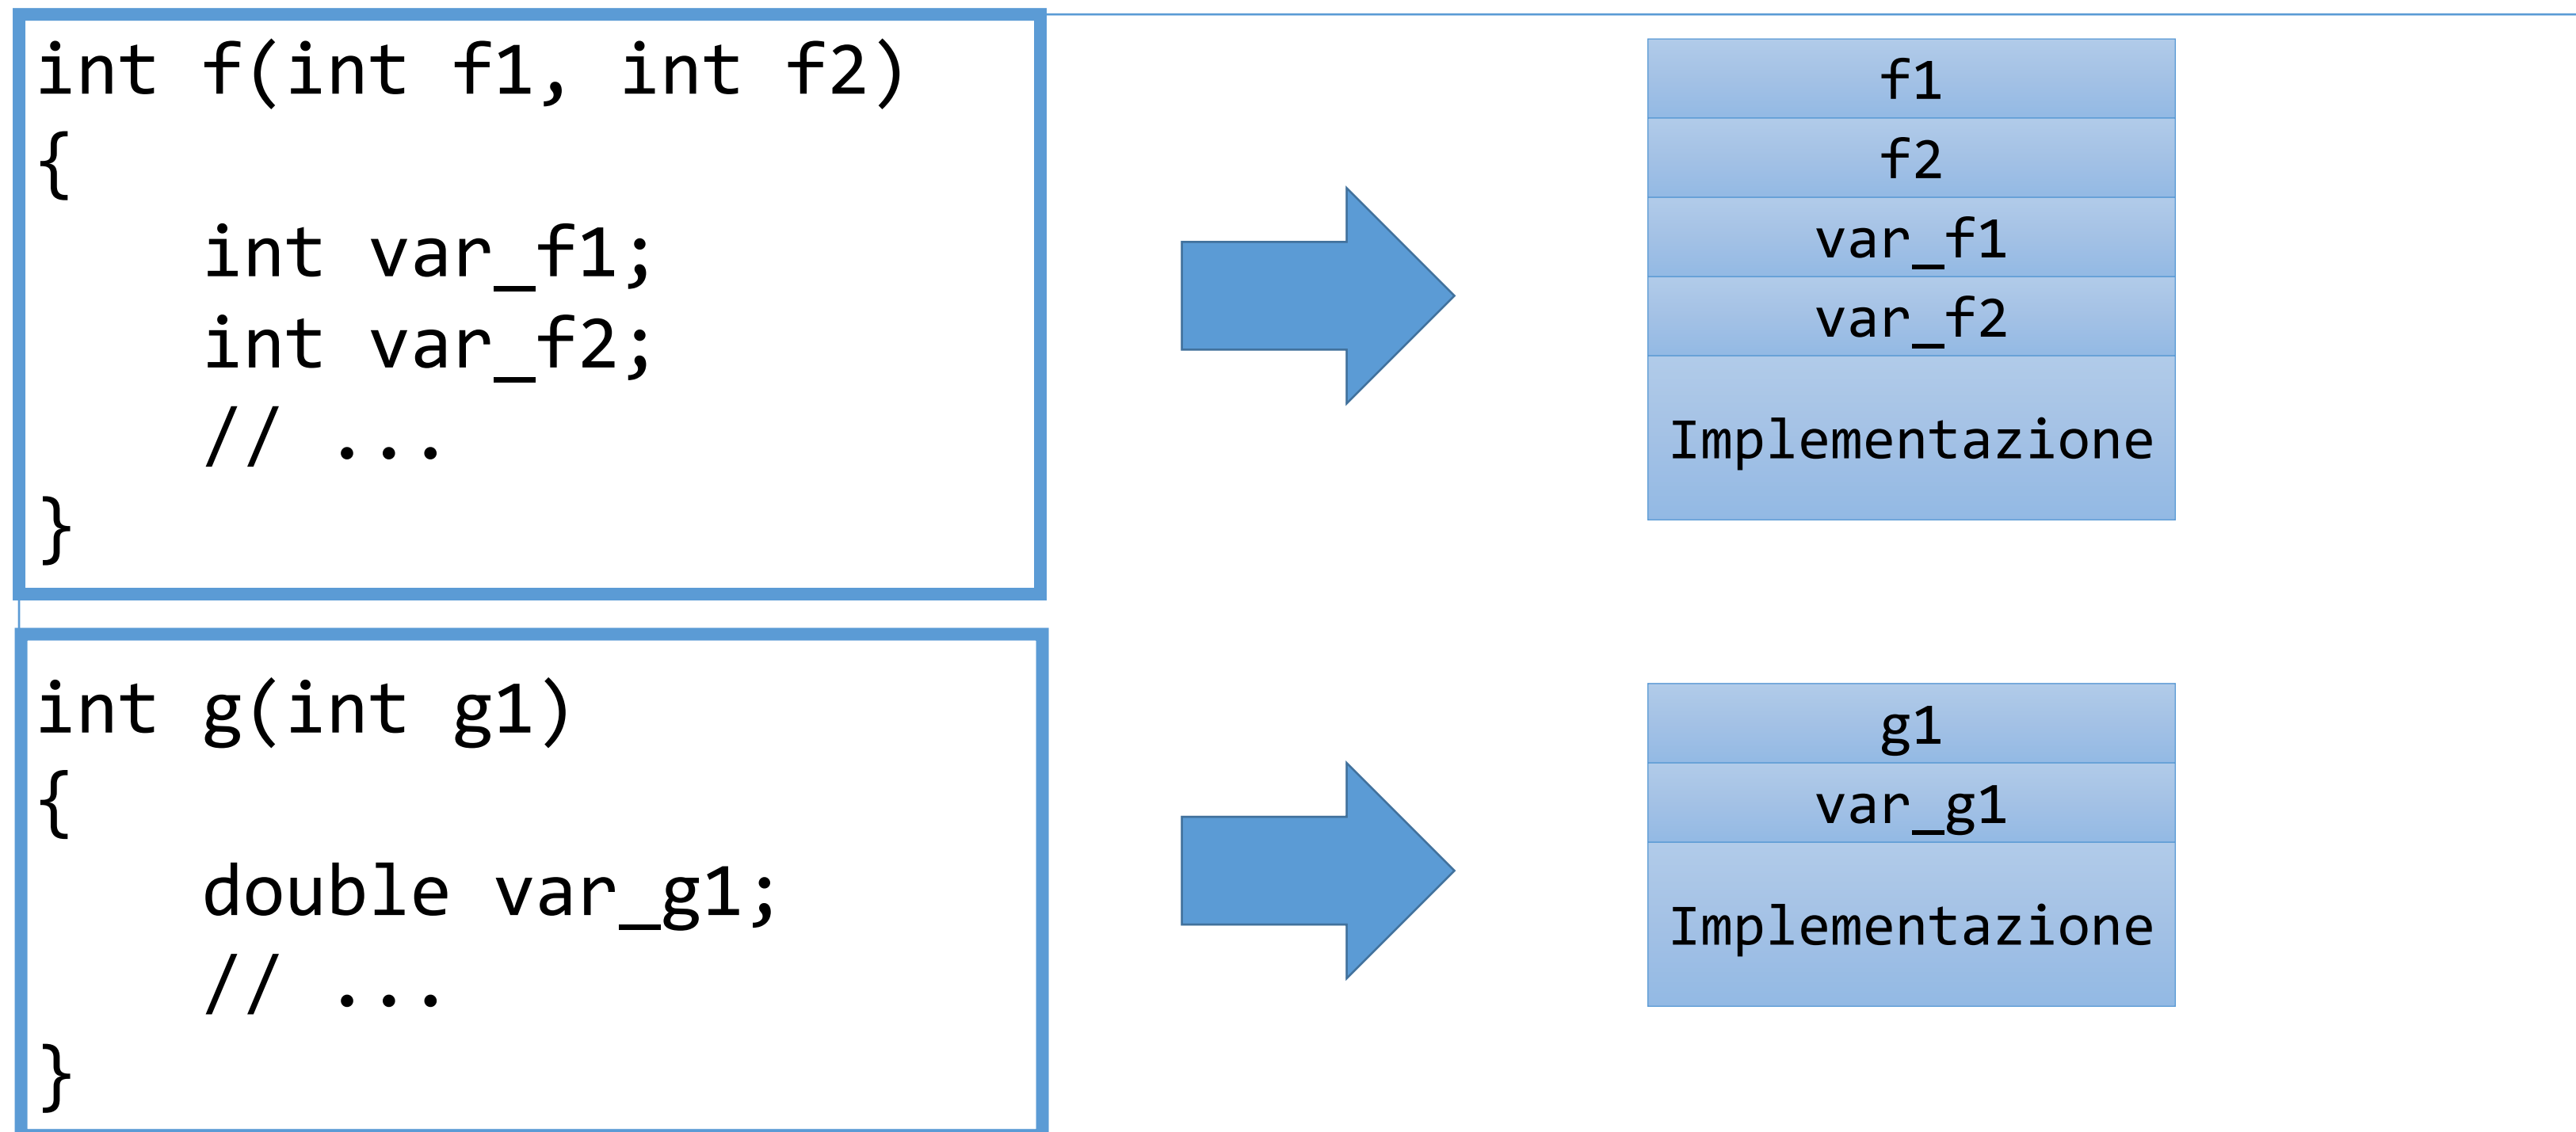 int f(int f1, int f2)
{
    int var_f1;
    int var_f2;
    // ...
}
f1
f2
var_f1
var_f2
Implementazione
int g(int g1)
{
    double var_g1;
    // ...
}
g1
var_g1
Implementazione